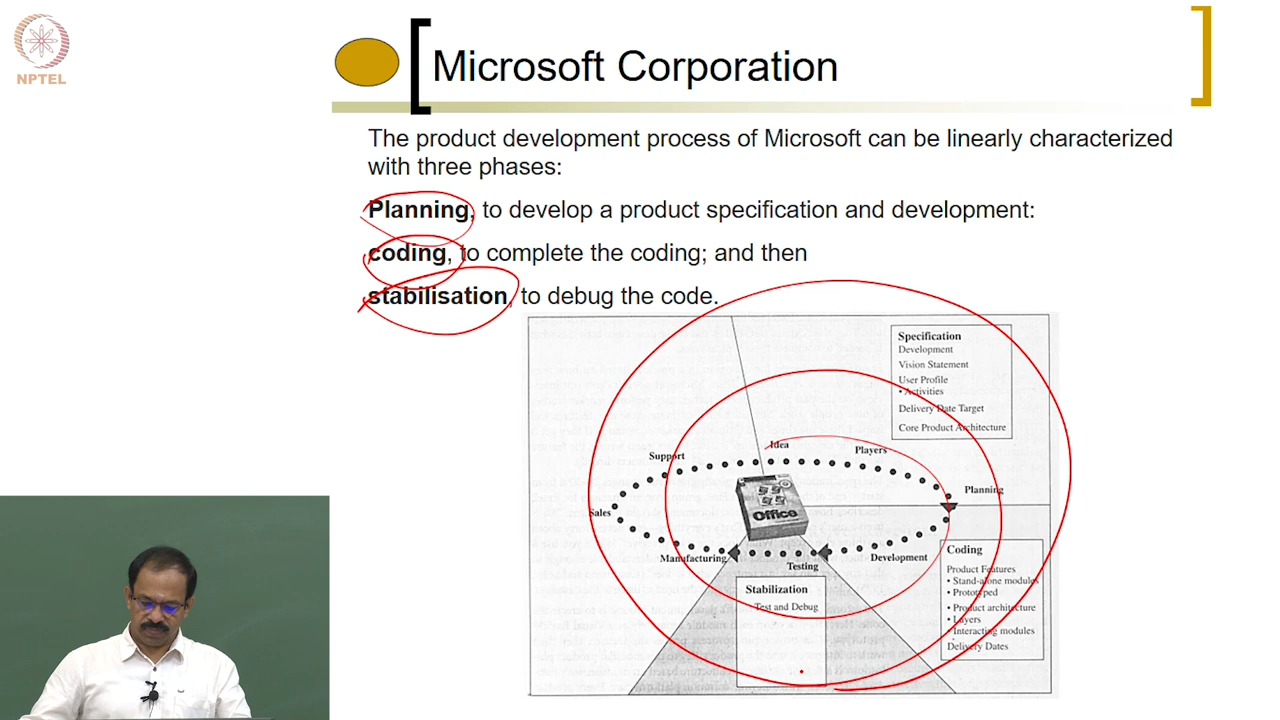 NPTEL
Microsoft Corporation
The product development process of Microsoft can be linearly characterized
with three phases:
Planning, to develop a product specification and development:
coding, to complete the coding; and then
stabilisation, to debug the code.
Specification
Development
Vision Statement
User Profile
• Activities
Delivery Date Target
Core Product Architecture
Idea
Players
Support
Planning
Sales
Office
Manufacturing
Testing
Development
Coding
Product Features
• Stand-alone modules
• Prototyped
• Product architecture
• Layers
• Interacting modules
Delivery Dates
Stabilization
Test and Debug